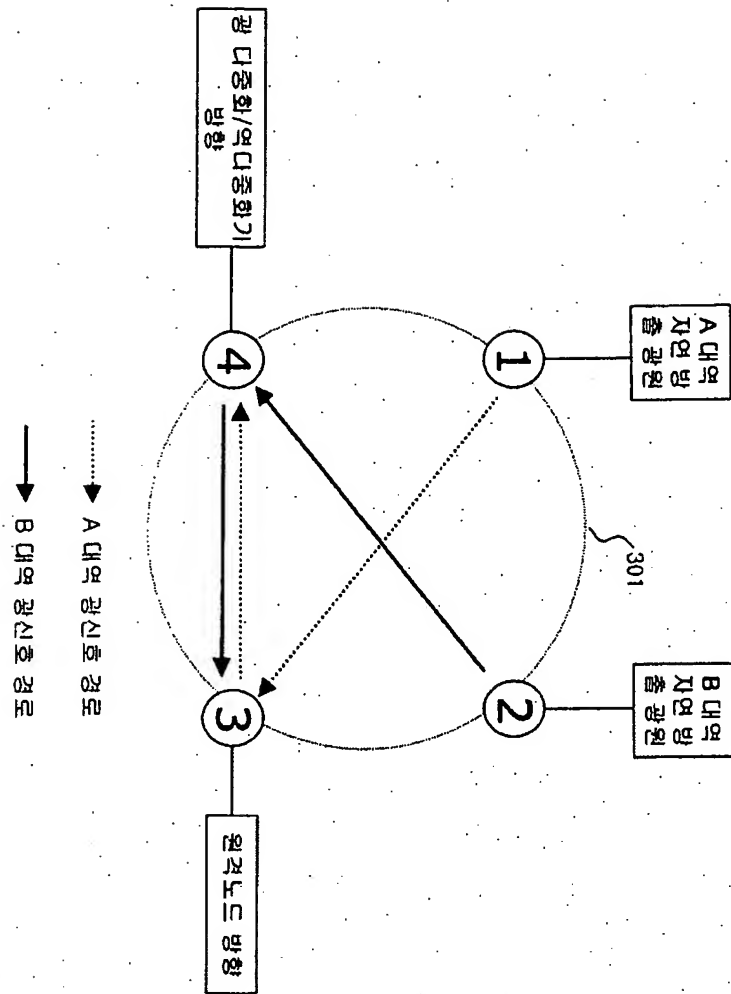 A 대역
자연 방
출 광원
B 대역
자연 방
출 광원
301
1
2
4
3
광 다중화/역다중화기
방향
원격노드 방향
A 대역 광신호 경로
B 대역 광신호 경로